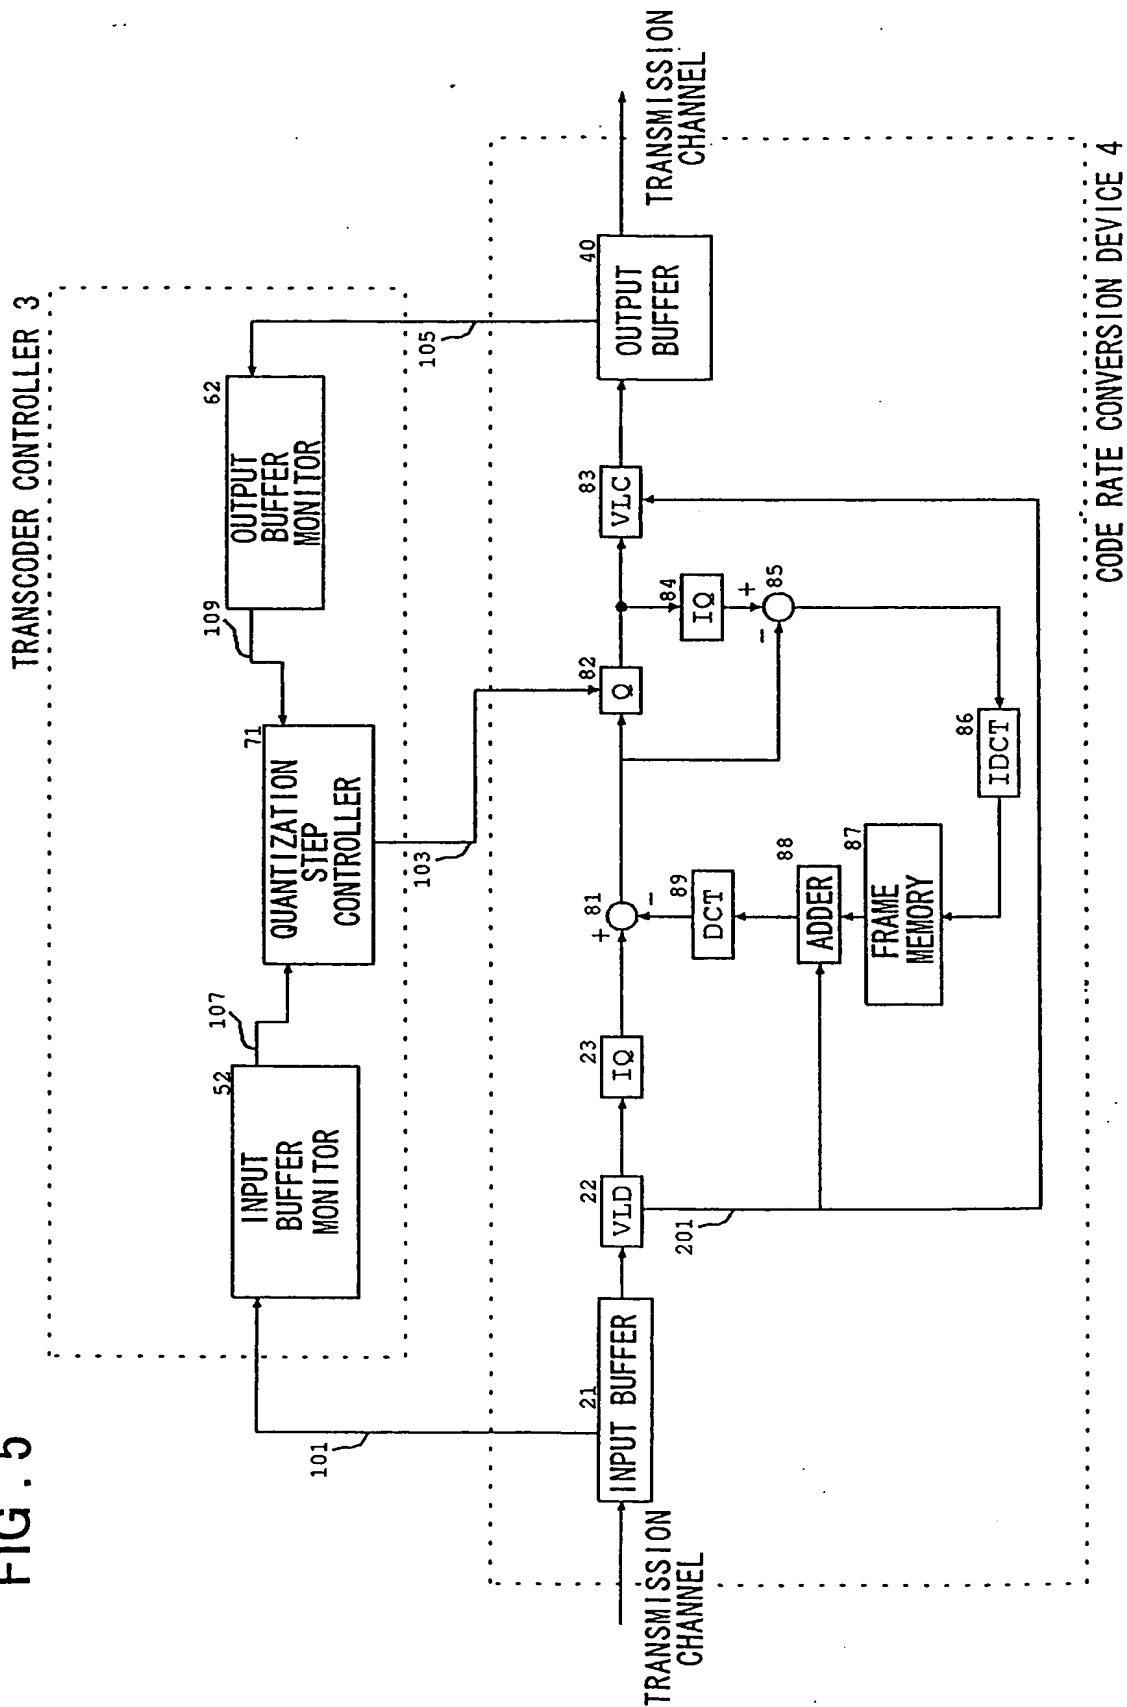 FIG. 5
TRANSCODER CONTROLLER 3
52
INPUT
BUFFER
MONITOR
107
71
QUANTIZATION
STEP
CONTROLLER
109
62
OUTPUT
BUFFER
MONITOR
101
103
105
TRANSMISSION
CHANNEL
21
INPUT BUFFER
22
VLD
23
IQ
+
81
-
82
Q
83
VLC
40
OUTPUT
BUFFER
TRANSMISSION
CHANNEL
201
89
DCT
84
IQ
+
-
85
88
ADDER
87
FRAME
MEMORY
86
IDCT
CODE RATE CONVERSION DEVICE 4